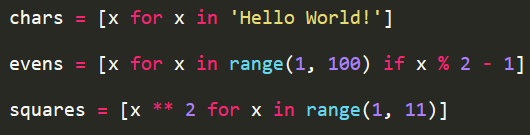 chars = [x for x in 'Hello World!']
evens = [x for x in range(1, 100) if x % 2 - 1]
squares = [x ** 2 for x in range(1, 11)]